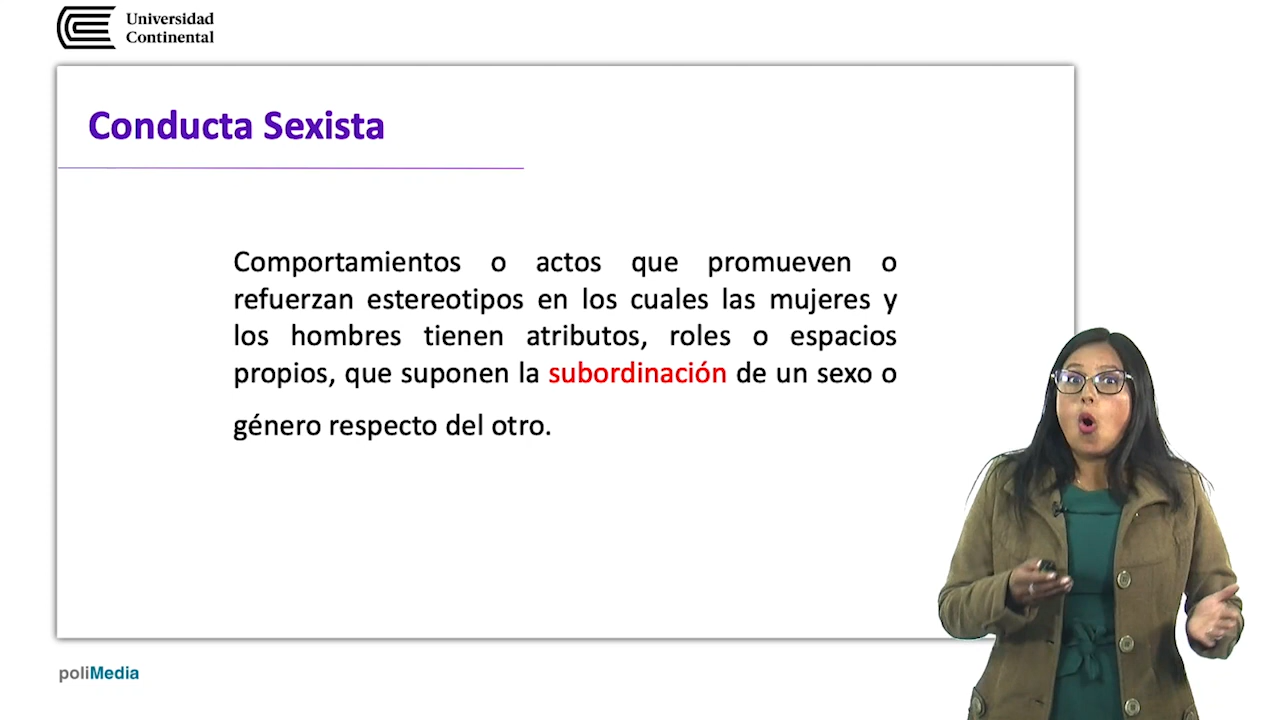 Universidad
Continental
Conducta Sexista
Comportamientos o actos que promueven o
refuerzan estereotipos en los cuales las mujeres y
los hombres tienen atributos, roles o espacios
propios, que suponen la subordinación de un sexo o
género respecto del otro.
poliMedia